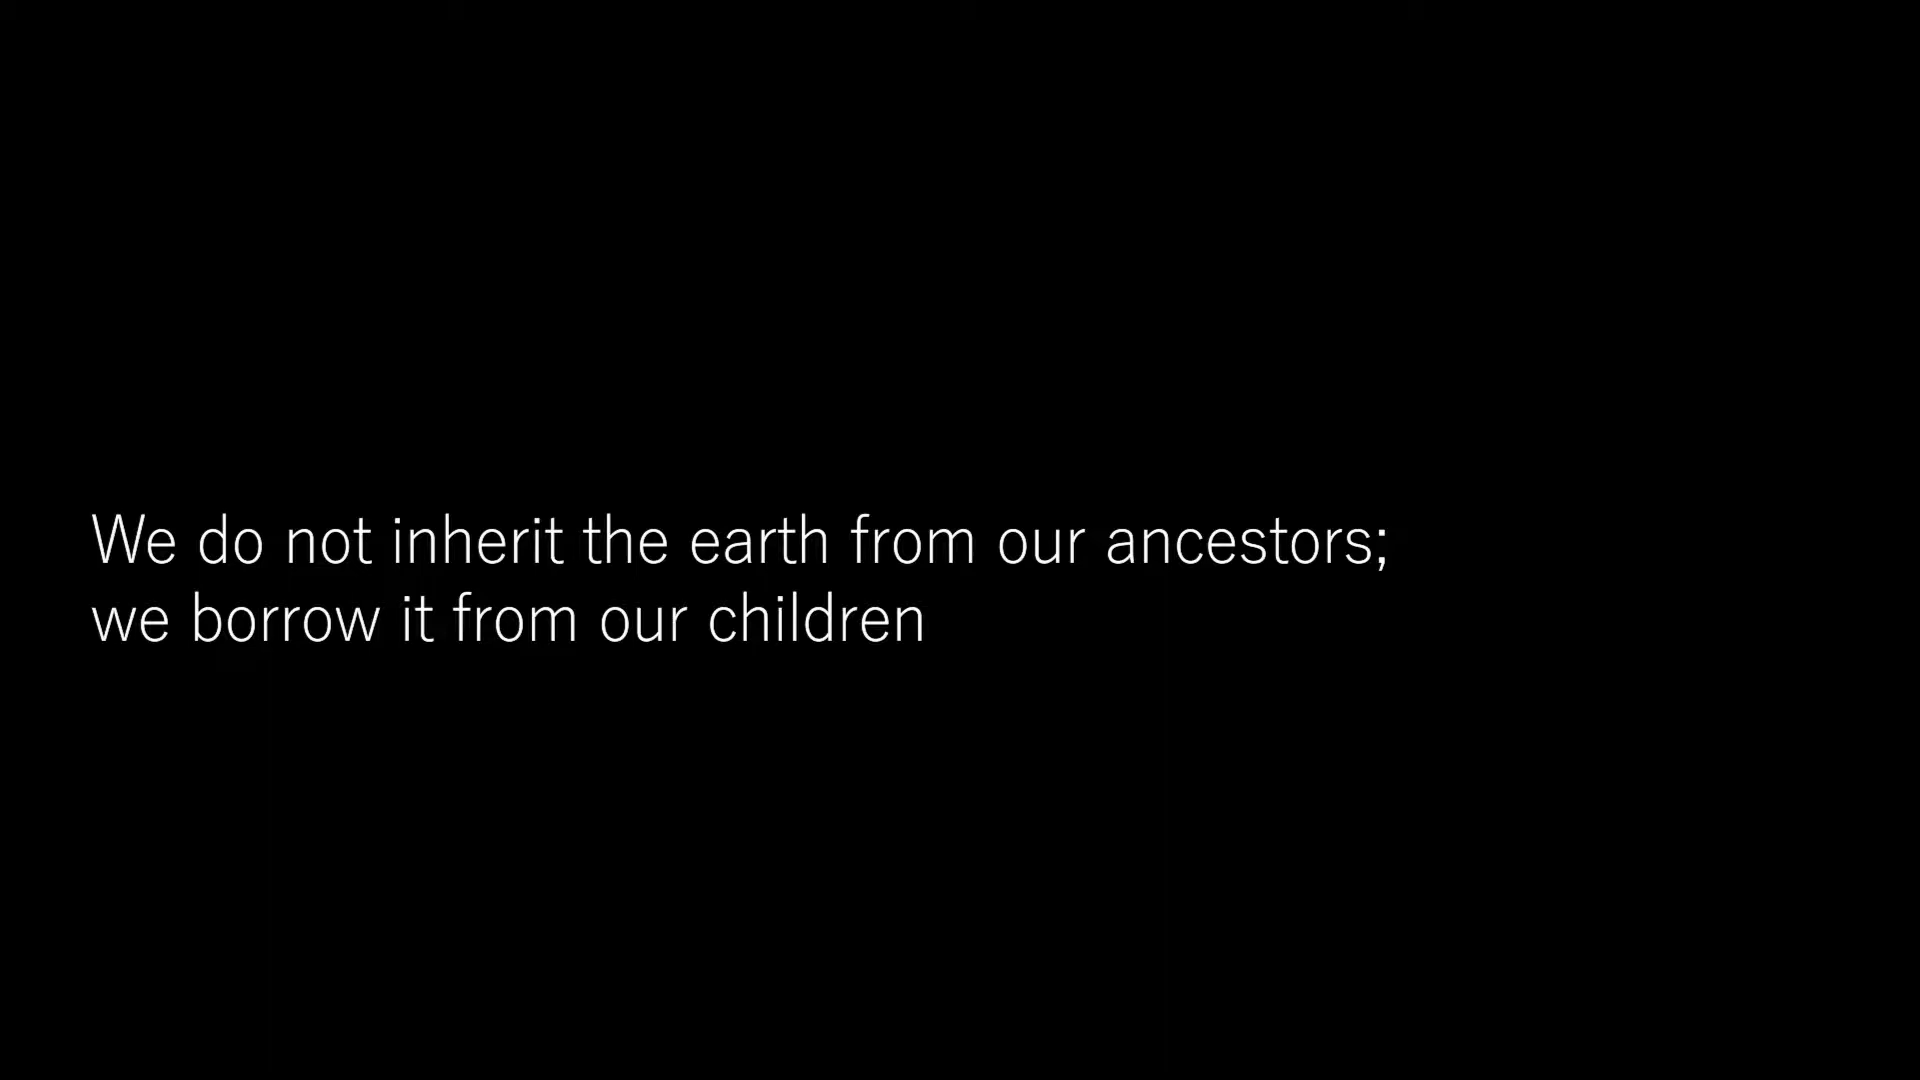 We do not inherit the earth from our ancestors;
we borrow it from our children